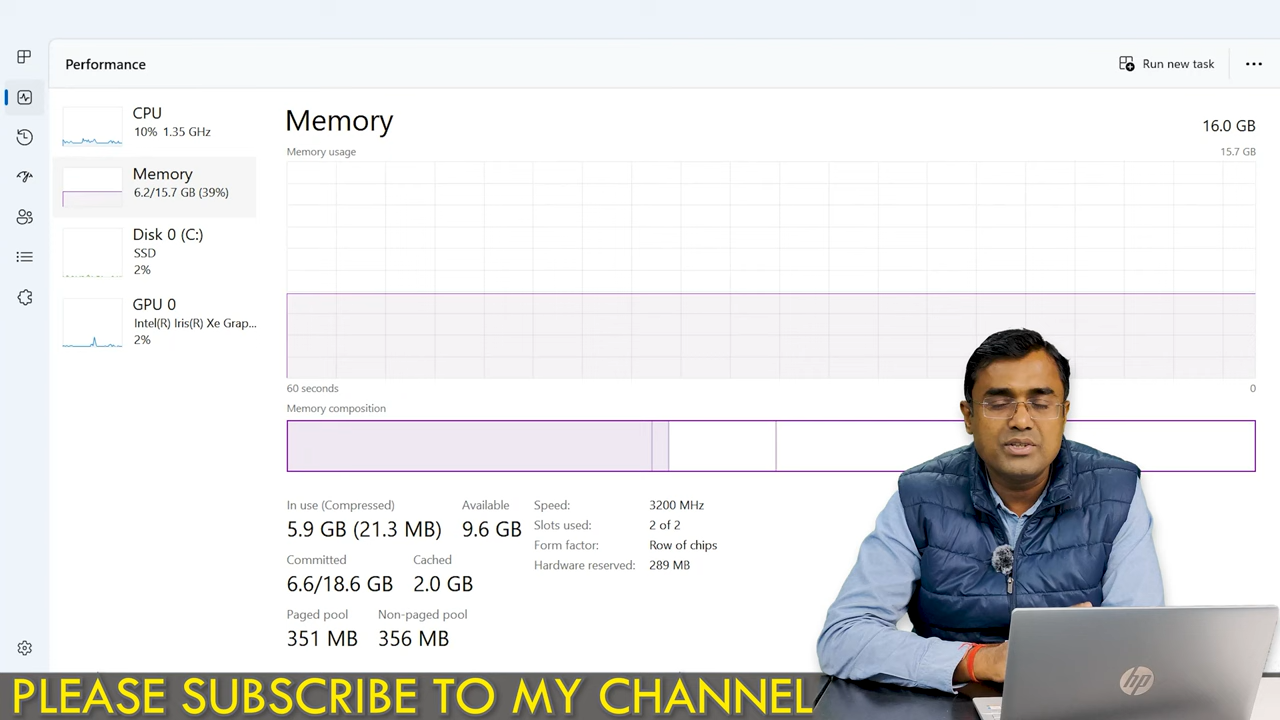 Performance
Run new task
CPU
10% 1.35 GHz
Memory
6.2/15.7 GB (39%)
Disk 0 (C:)
SSD
2%
GPU 0
Intel(R) Iris(R) Xe Grap...
2%
Memory
16.0 GB
Memory usage
15.7 GB
60 seconds
0
Memory composition
In use (Compressed)
5.9 GB (21.3 MB)
Available
9.6 GB
Committed
6.6/18.6 GB
Cached
2.0 GB
Paged pool
351 MB
Non-paged pool
356 MB
Speed: 3200 MHz
Slots used: 2 of 2
Form factor: Row of chips
Hardware reserved: 289 MB
hp
PLEASE SUBSCRIBE TO MY CHANNEL